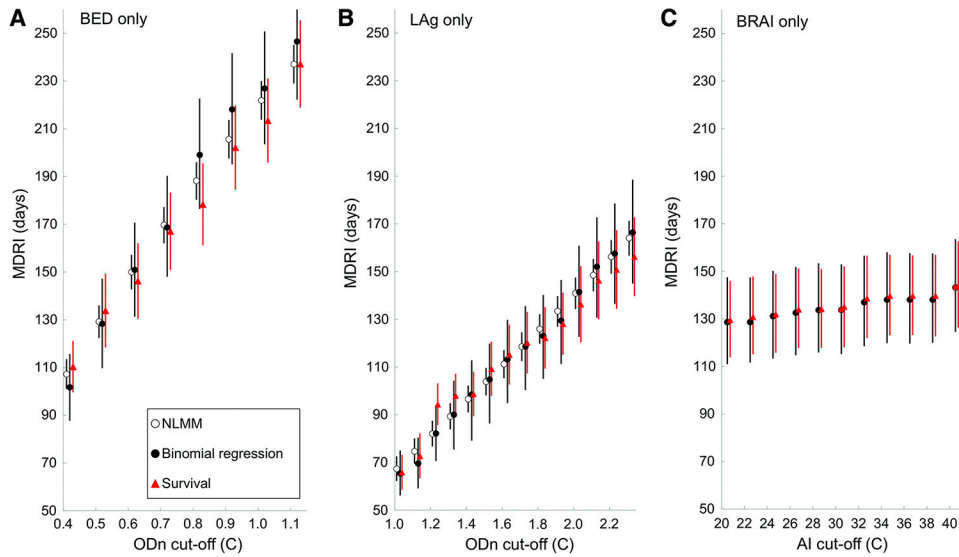 A BED only
MDRI (days)
250
230
210
190
170
150
130
110
90
70
50
0.4 0.5 0.6 0.7 0.8 0.9 1.0 1.1
ODn cut-off (C)
NLMM
Binomial regression
Survival
B LAg only
MDRI (days)
250
230
210
190
170
150
130
110
90
70
50
1.0 1.2 1.4 1.6 1.8 2.0 2.2
ODn cut-off (C)
C BRAI only
MDRI (days)
250
230
210
190
170
150
130
110
90
70
50
20 22 24 26 28 30 32 34 36 38 40
AI cut-off (C)